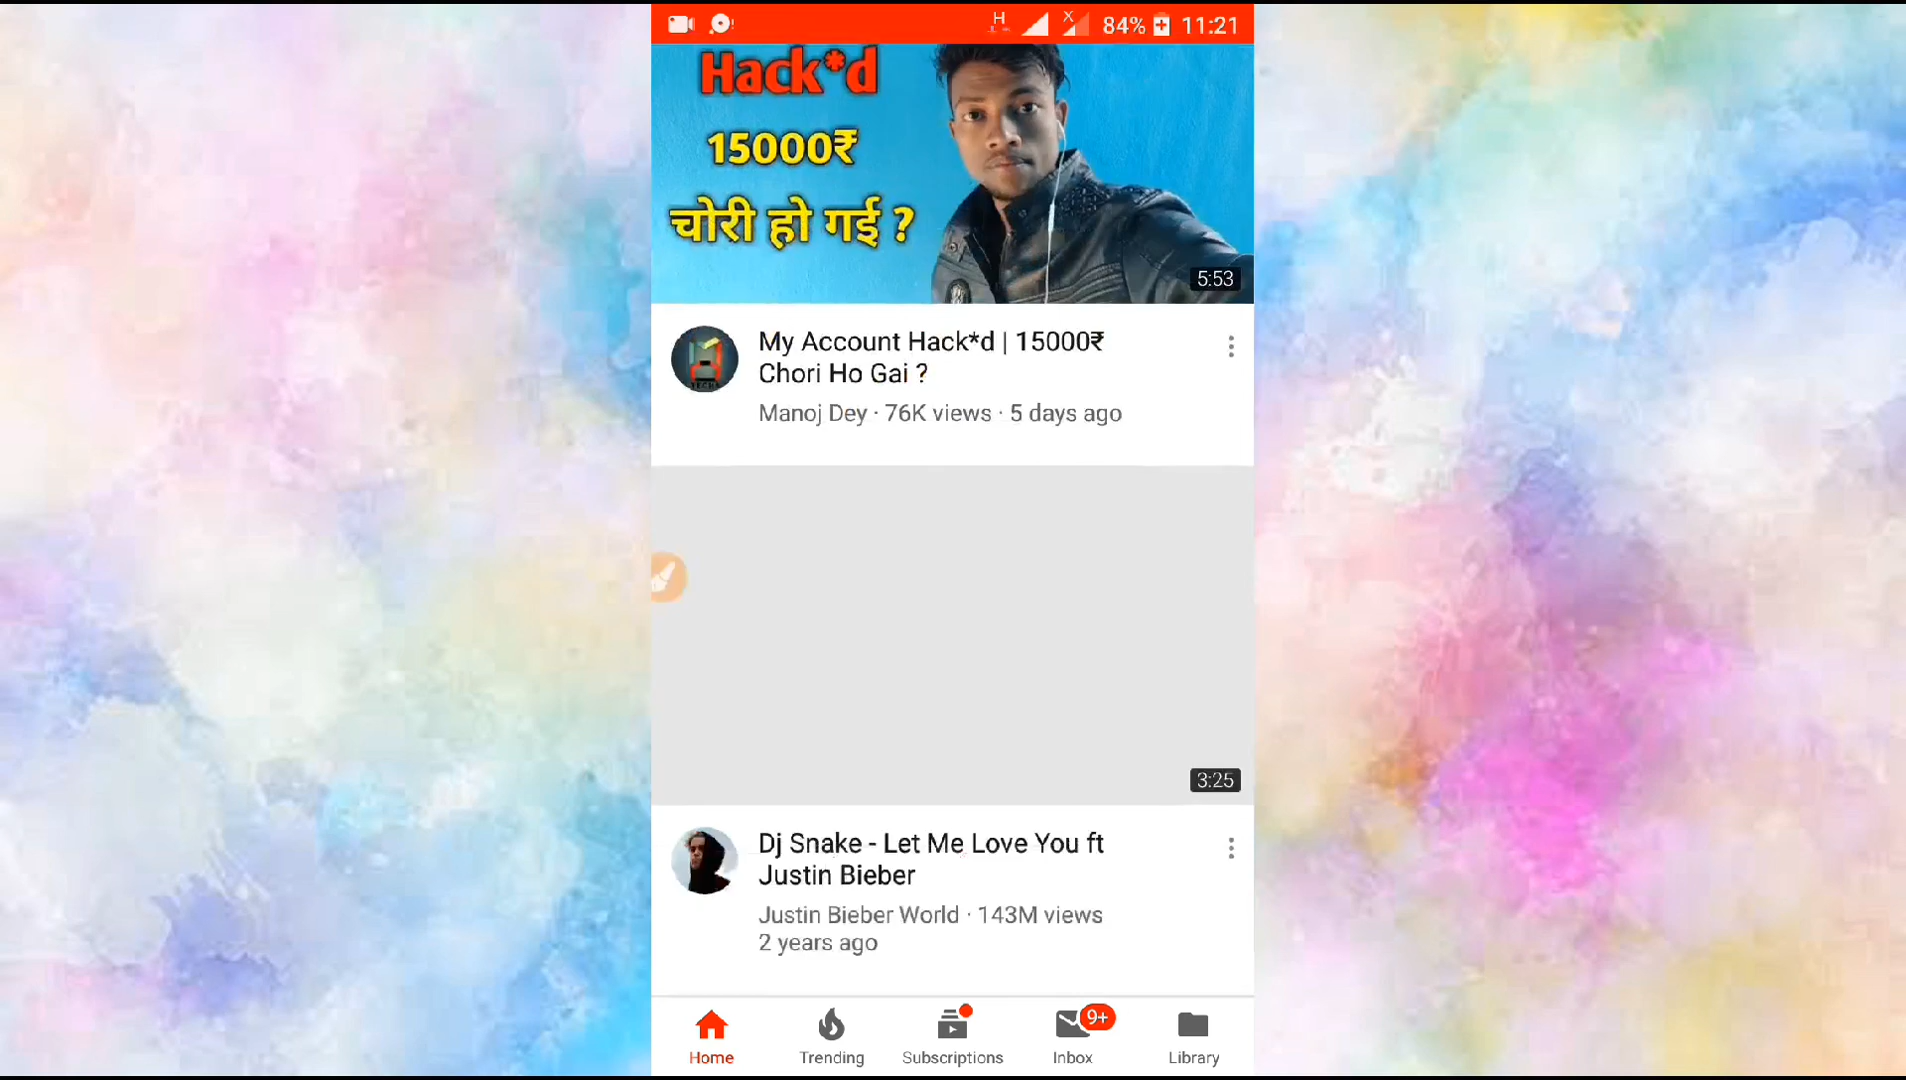 H X 84% 11:21
Hack*d
15000₹
चोरी हो गई ?
5:53
My Account Hack*d | 15000₹
Chori Ho Gai ?
Manoj Dey · 76K views · 5 days ago
3:25
Dj Snake - Let Me Love You ft
Justin Bieber
Justin Bieber World · 143M views
2 years ago
9+
Home Trending Subscriptions Inbox Library